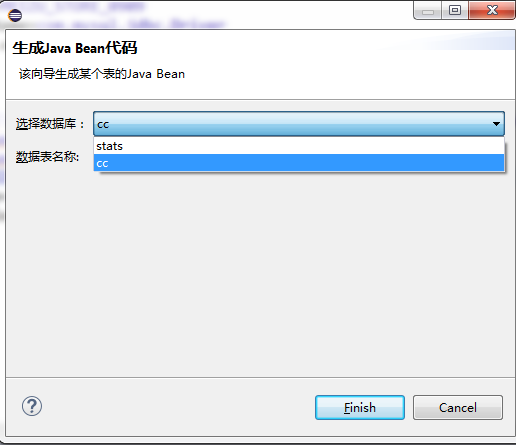 生成Java Bean代码
该向导生成某个表的Java Bean
选择数据库：
cc
stats
数据表名称:
cc
Finish
Cancel